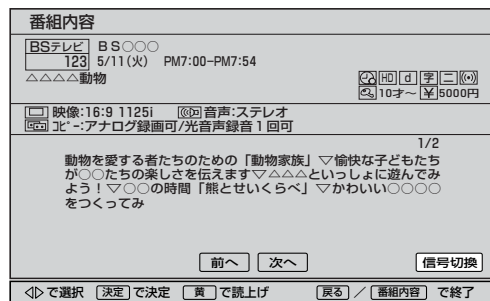 番組内容
BSテレビ BS○○○
123 5/11(火) PM7:00-PM7:54
△△△△動物
HD d 字 二
10才~ ¥5000円
映像:16:9 1125i 音声:ステレオ
コピー:アナログ録画可/光音声録音1回可
1/2
動物を愛する者たちのための「動物家族」▽愉快な子どもたち
が○○たちの楽しさを伝えます▽△△△といっしょに遊んでみ
よう!▽○○の時間「熊とせいくらべ」▽かわいい○○○○
をつくってみ
前へ 次へ 信号切換
◁▷で選択 決定で決定 黄で読上げ 戻る/番組内容 で終了